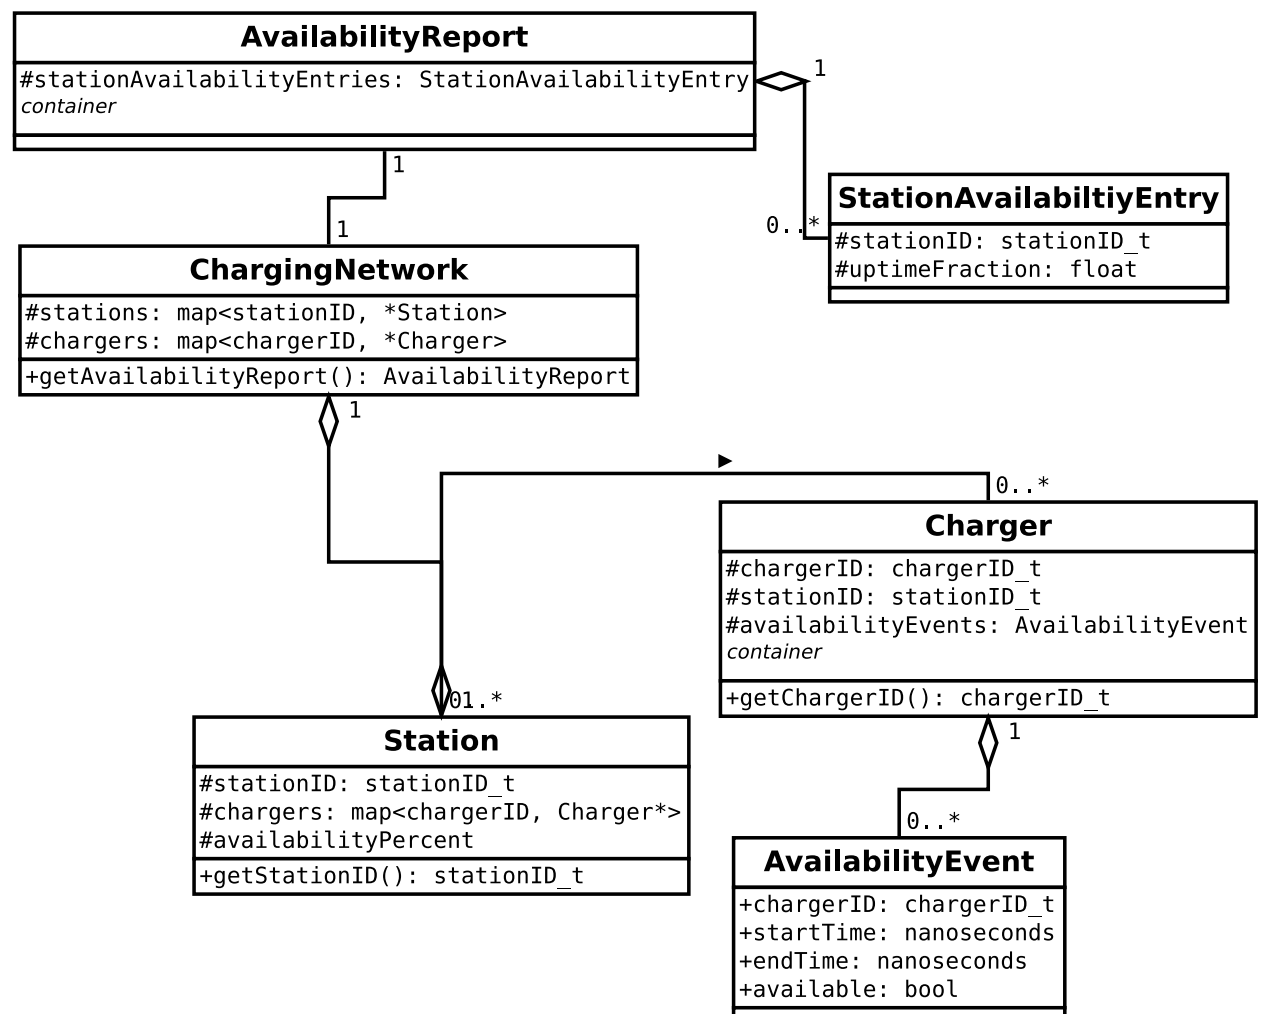 AvailabilityReport
#stationAvailabilityEntries: StationAvailabilityEntry
container
1
1
StationAvailabiltiyEntry
#stationID: stationID_t
#uptimeFraction: float
0..*
1
ChargingNetwork
#stations: map<stationID, *Station>
#chargers: map<chargerID, *Charger>
+getAvailabilityReport(): AvailabilityReport
1
0..*
Charger
#chargerID: chargerID_t
#stationID: stationID_t
#availabilityEvents: AvailabilityEvent
container
+getChargerID(): chargerID_t
1
01.*
Station
#stationID: stationID_t
#chargers: map<chargerID, Charger*>
#availabilityPercent
+getStationID(): stationID_t
0..*
AvailabilityEvent
+chargerID: chargerID_t
+startTime: nanoseconds
+endTime: nanoseconds
+available: bool